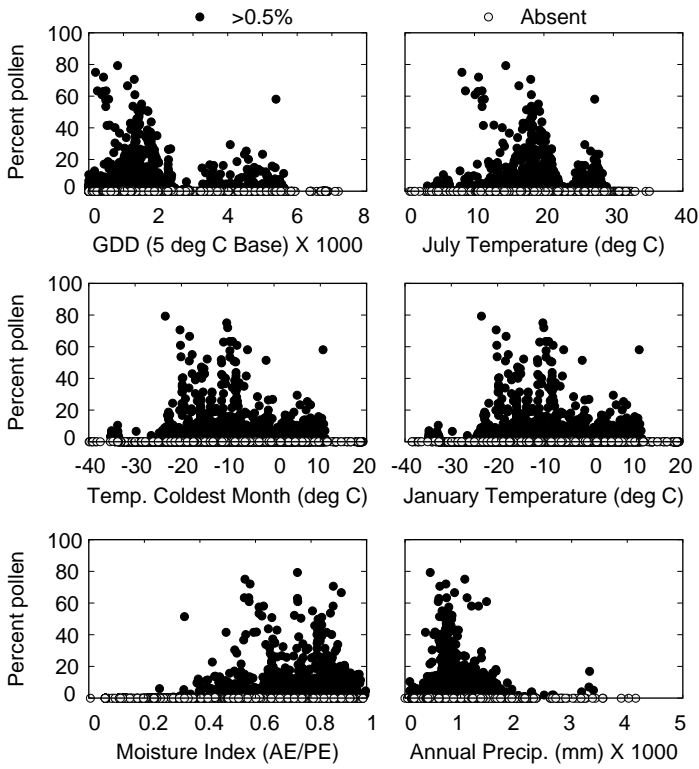 >0.5%
Absent
Percent pollen
100
80
60
40
20
0
0 2 4 6 8
GDD (5 deg C Base) X 1000
0 10 20 30 40
July Temperature (deg C)
Percent pollen
100
80
60
40
20
0
-40 -30 -20 -10 0 10 20
Temp. Coldest Month (deg C)
-40 -30 -20 -10 0 10 20
January Temperature (deg C)
Percent pollen
100
80
60
40
20
0
0 0.2 0.4 0.6 0.8 1
Moisture Index (AE/PE)
0 1 2 3 4 5
Annual Precip. (mm) X 1000